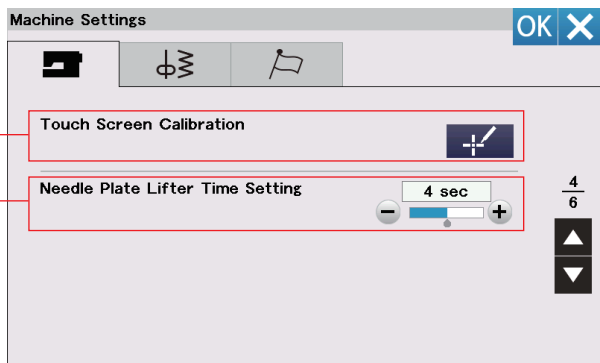 Machine Settings
OK
Touch Screen Calibration
Needle Plate Lifter Time Setting
4 sec
4
6